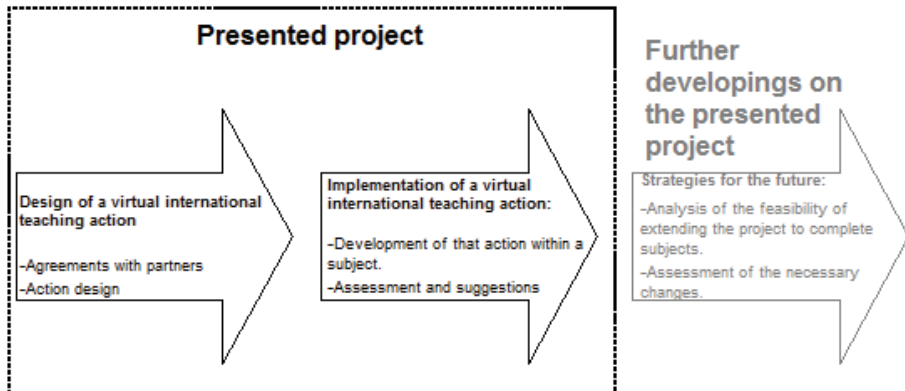 Presented project
Design of a virtual international
teaching action
-Agreements with partners
-Action design
Implementation of a virtual
international teaching action:
-Development of that action within a
subject.
-Assessment and suggestions
Further
developings on
the presented
project
Strategies for the future:
-Analysis of the feasibility of
extending the project to complete
subjects.
-Assessment of the necessary
changes.